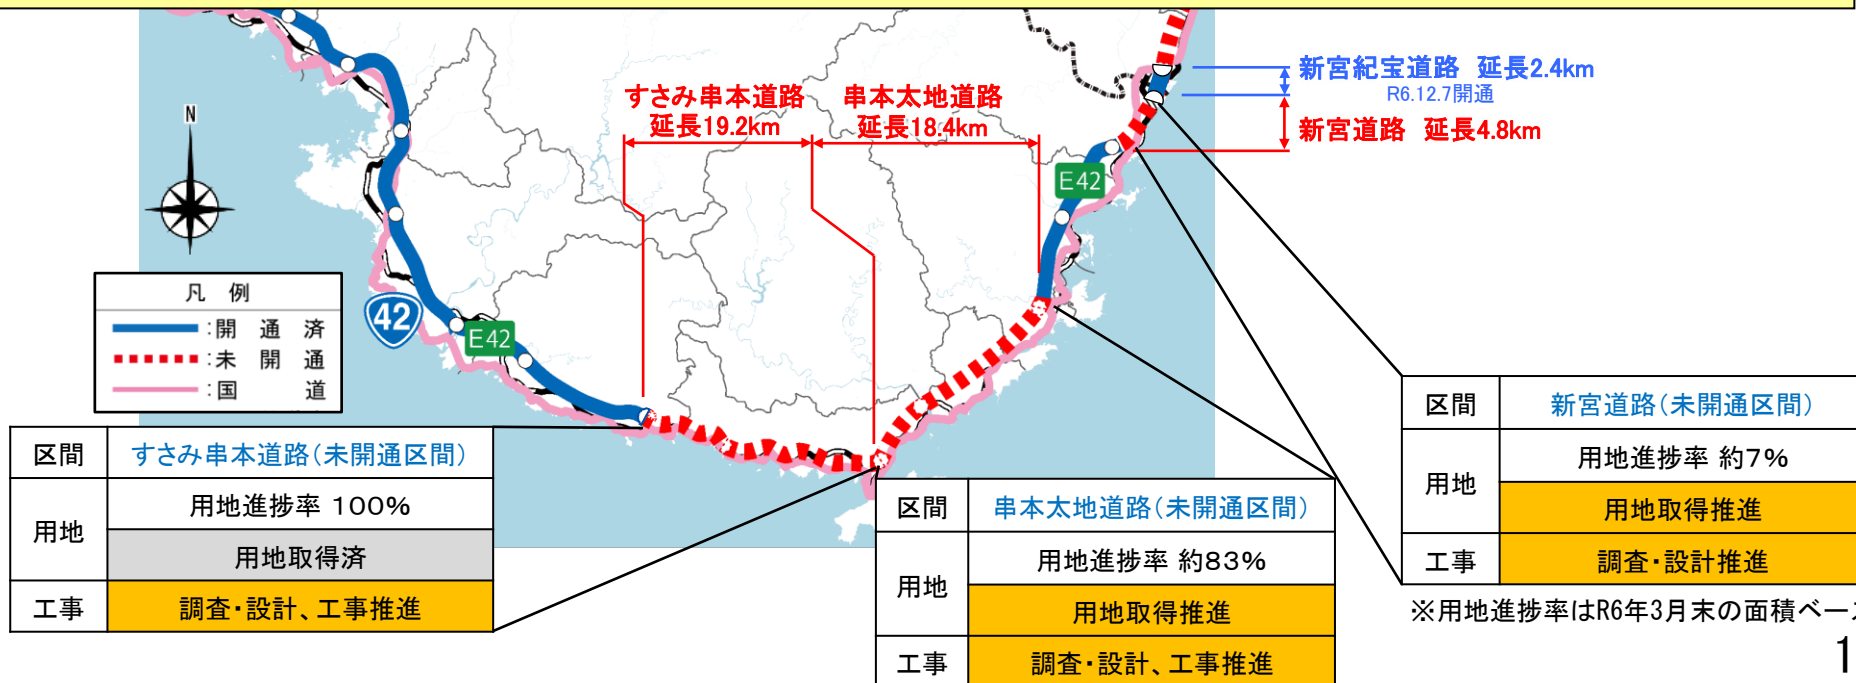 新宮紀宝道路 延長2.4km
R6.12.7開通
新宮道路 延長4.8km
すさみ串本道路
延長19.2km
串本太地道路
延長18.4km
N
E42
凡 例
:開 通 済
:未 開 通
:国 道
42
E42
区間 すさみ串本道路(未開通区間)
用地 用地進捗率 100%
用地取得済
工事 調査・設計、工事推進
区間 串本太地道路(未開通区間)
用地 用地進捗率 約83%
用地取得推進
工事 調査・設計、工事推進
区間 新宮道路(未開通区間)
用地 用地進捗率 約7%
用地取得推進
工事 調査・設計推進
※用地進捗率はR6年3月末の面積ベー
1